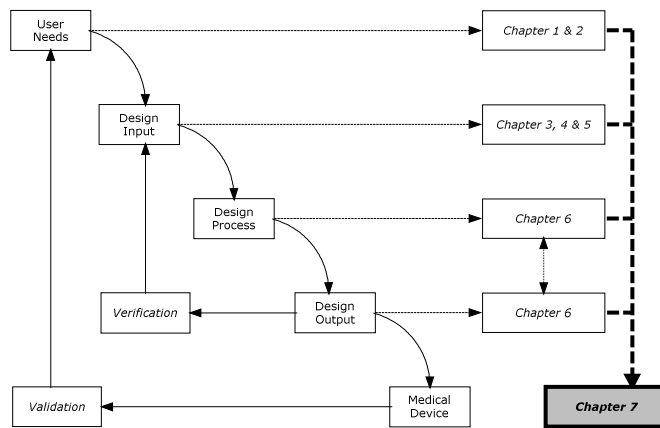 User
Needs
Chapter 1 & 2
Design
Input
Chapter 3, 4 & 5
Design
Process
Chapter 6
Verification
Design
Output
Chapter 6
Validation
Medical
Device
Chapter 7